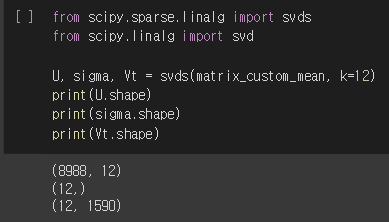 [ ] from scipy.sparse.linalg import svds
from scipy.linalg import svd
U, sigma, Vt = svds(matrix_custom_mean, k=12)
print(U.shape)
print(sigma.shape)
print(Vt.shape)
(8988, 12)
(12,)
(12, 1590)